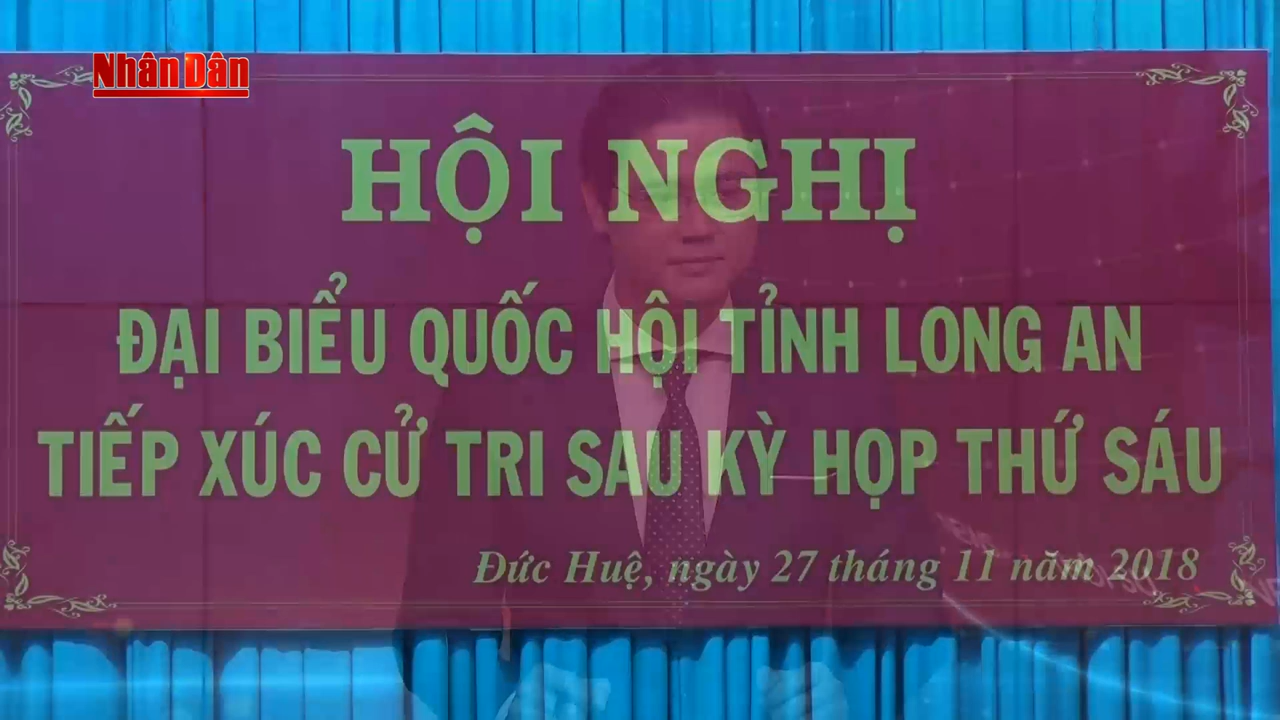 Nhân Dân
HỘI NGHỊ
ĐẠI BIỂU QUỐC HỘI TỈNH LONG AN
TIẾP XÚC CỬ TRI SAU KỲ HỌP THỨ SÁU
Đức Huệ, ngày 27 tháng 11 năm 2018